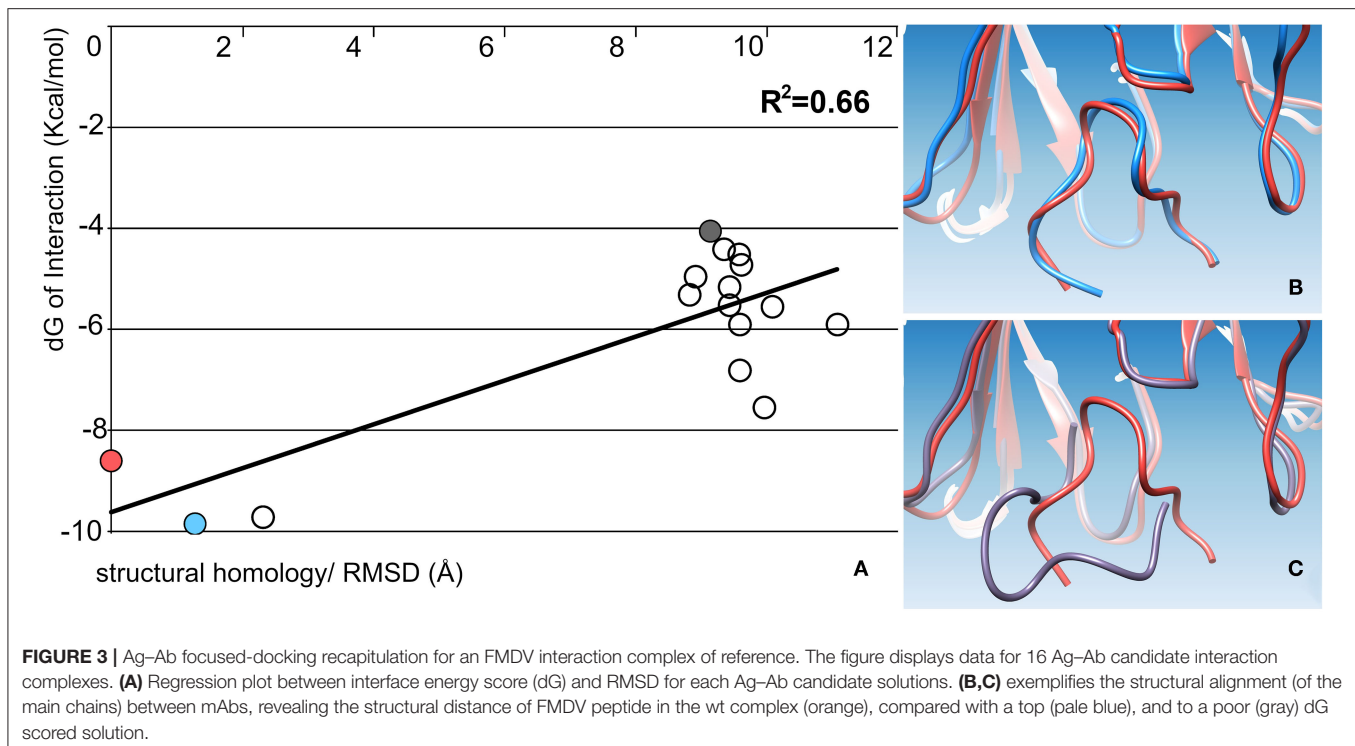 0 2 4 6 8 10 12
R²=0.66
dG of Interaction (Kcal/mol)
-2
-4
-6
-8
-10
structural homology/ RMSD (Å)
A
B
C
FIGURE 3 | Ag–Ab focused-docking recapitulation for an FMDV interaction complex of reference. The figure displays data for 16 Ag–Ab candidate interaction
complexes. (A) Regression plot between interface energy score (dG) and RMSD for each Ag–Ab candidate solutions. (B,C) exemplifies the structural alignment (of the
main chains) between mAbs, revealing the structural distance of FMDV peptide in the wt complex (orange), compared with a top (pale blue), and to a poor (gray) dG
scored solution.